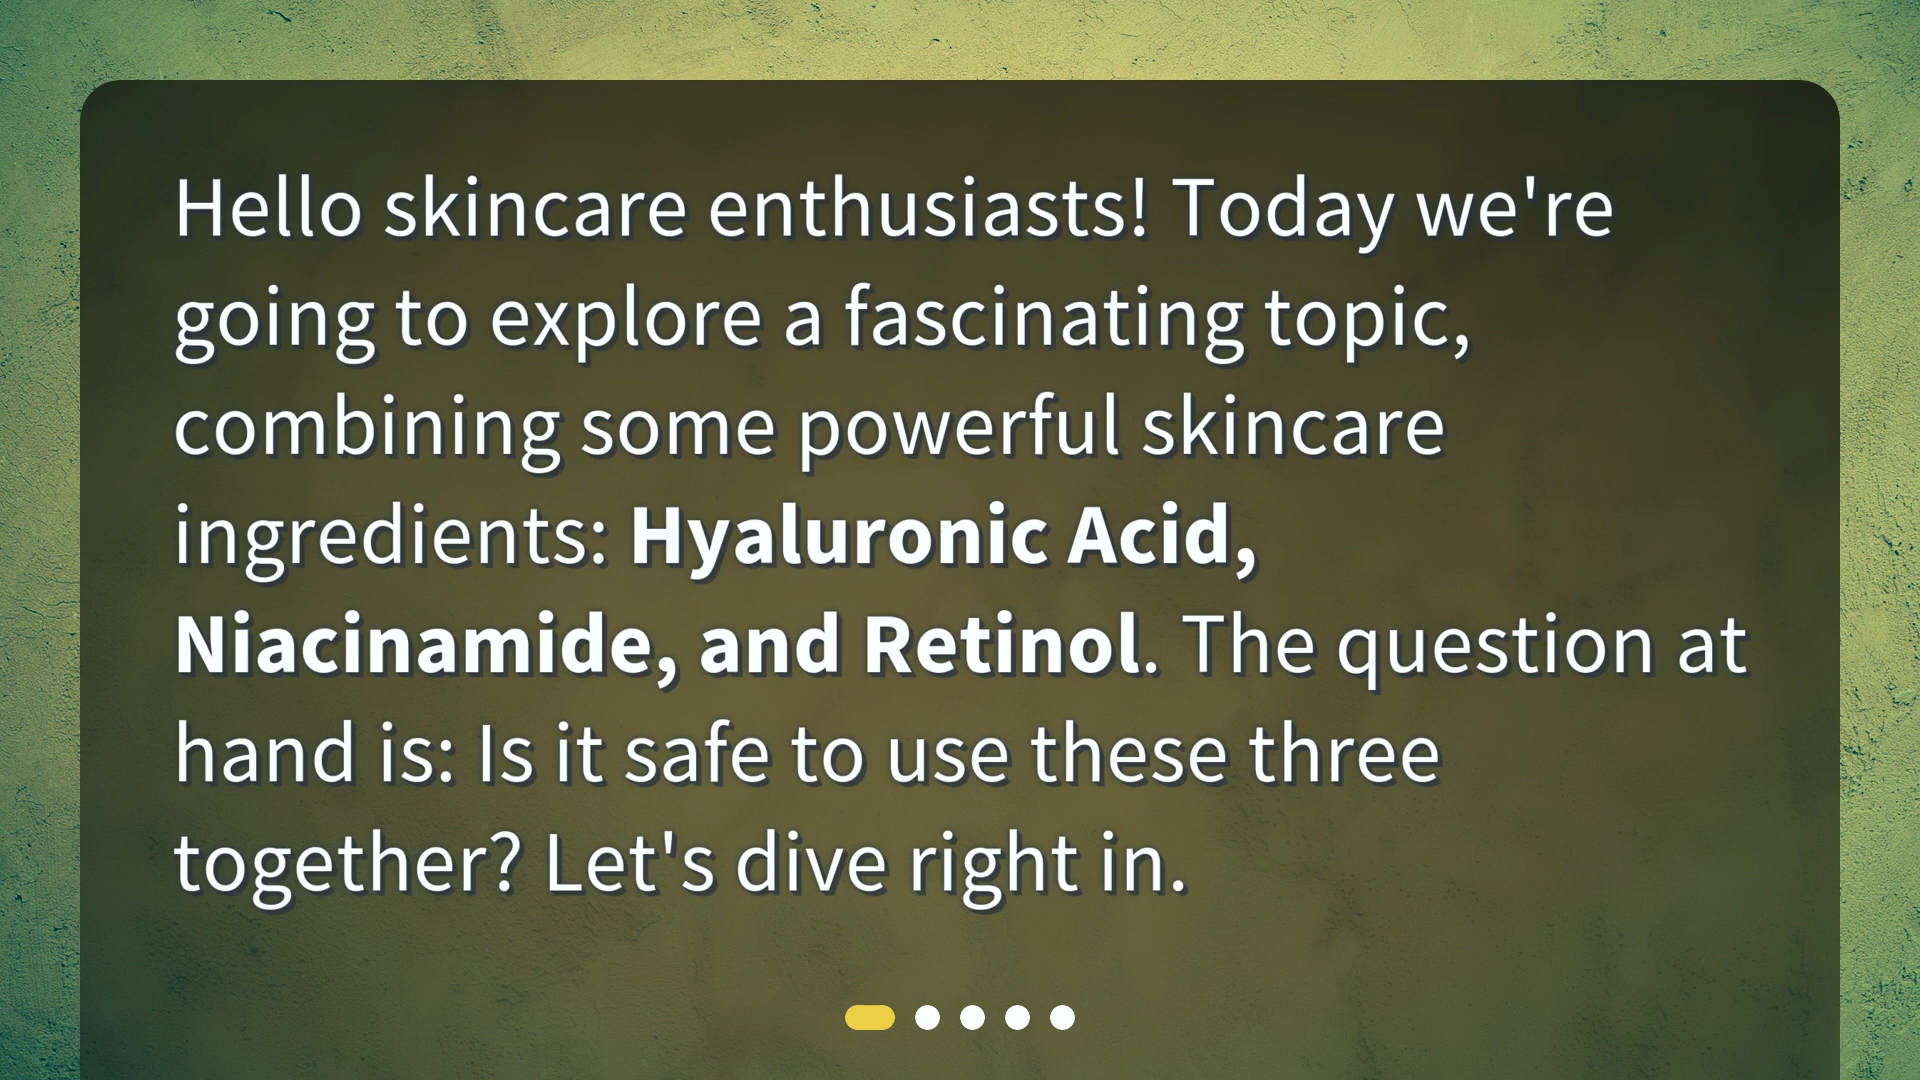 Hello skincare enthusiasts! Today we're
going to explore a fascinating topic,
combining some powerful skincare
ingredients: Hyaluronic Acid,
Niacinamide, and Retinol. The question at
hand is: Is it safe to use these three
together? Let's dive right in.